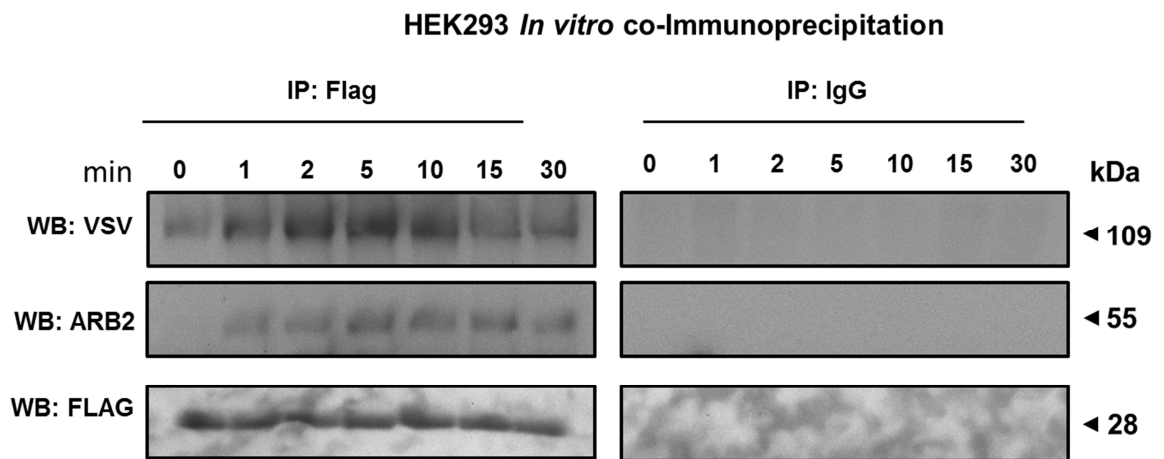 HEK293 In vitro co-Immunoprecipitation
IP: Flag
IP: IgG
min 0 1 2 5 10 15 30
0 1 2 5 10 15 30 kDa
WB: VSV
◄ 109
WB: ARB2
◄ 55
WB: FLAG
◄ 28